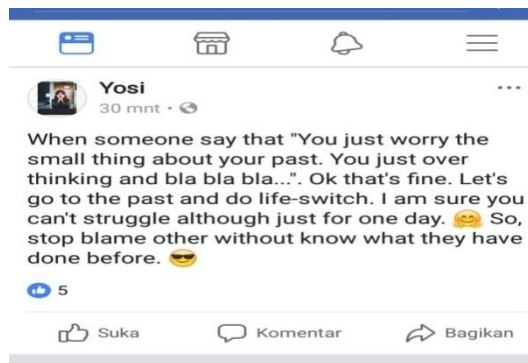 Yosi
30 mnt
When someone say that "You just worry the
small thing about your past. You just over
thinking and bla bla bla...". Ok that's fine. Let's
go to the past and do life-switch. I am sure you
can't struggle although just for one day. 🤗 So,
stop blame other without know what they have
done before. 😎
5
Suka Komentar Bagikan